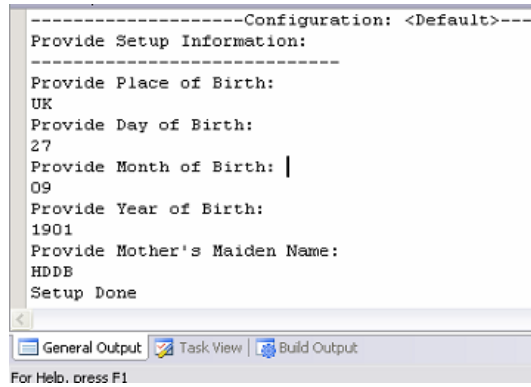 --------------------Configuration: <Default>---
Provide Setup Information:
-----------------------------
Provide Place of Birth:
UK
Provide Day of Birth:
27
Provide Month of Birth:
09
Provide Year of Birth:
1901
Provide Mother's Maiden Name:
HDDB
Setup Done
General Output Task View Build Output
For Help, press F1